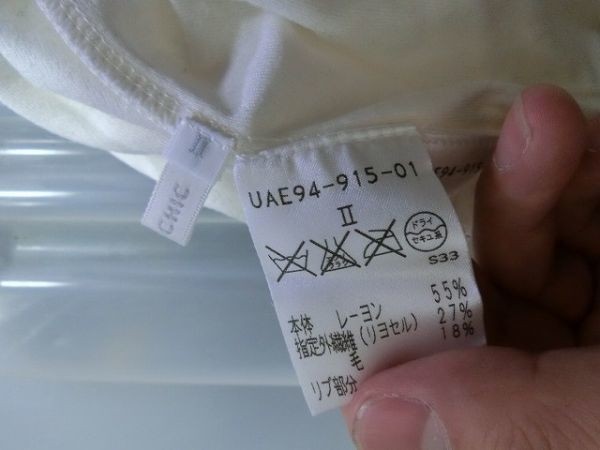 UAE94-915-01
II
ドライ
セキユ系
S33
本体 レーヨン 55%
指定外繊維(リヨセル) 27%
毛 18%
リブ部分
II
CHIC